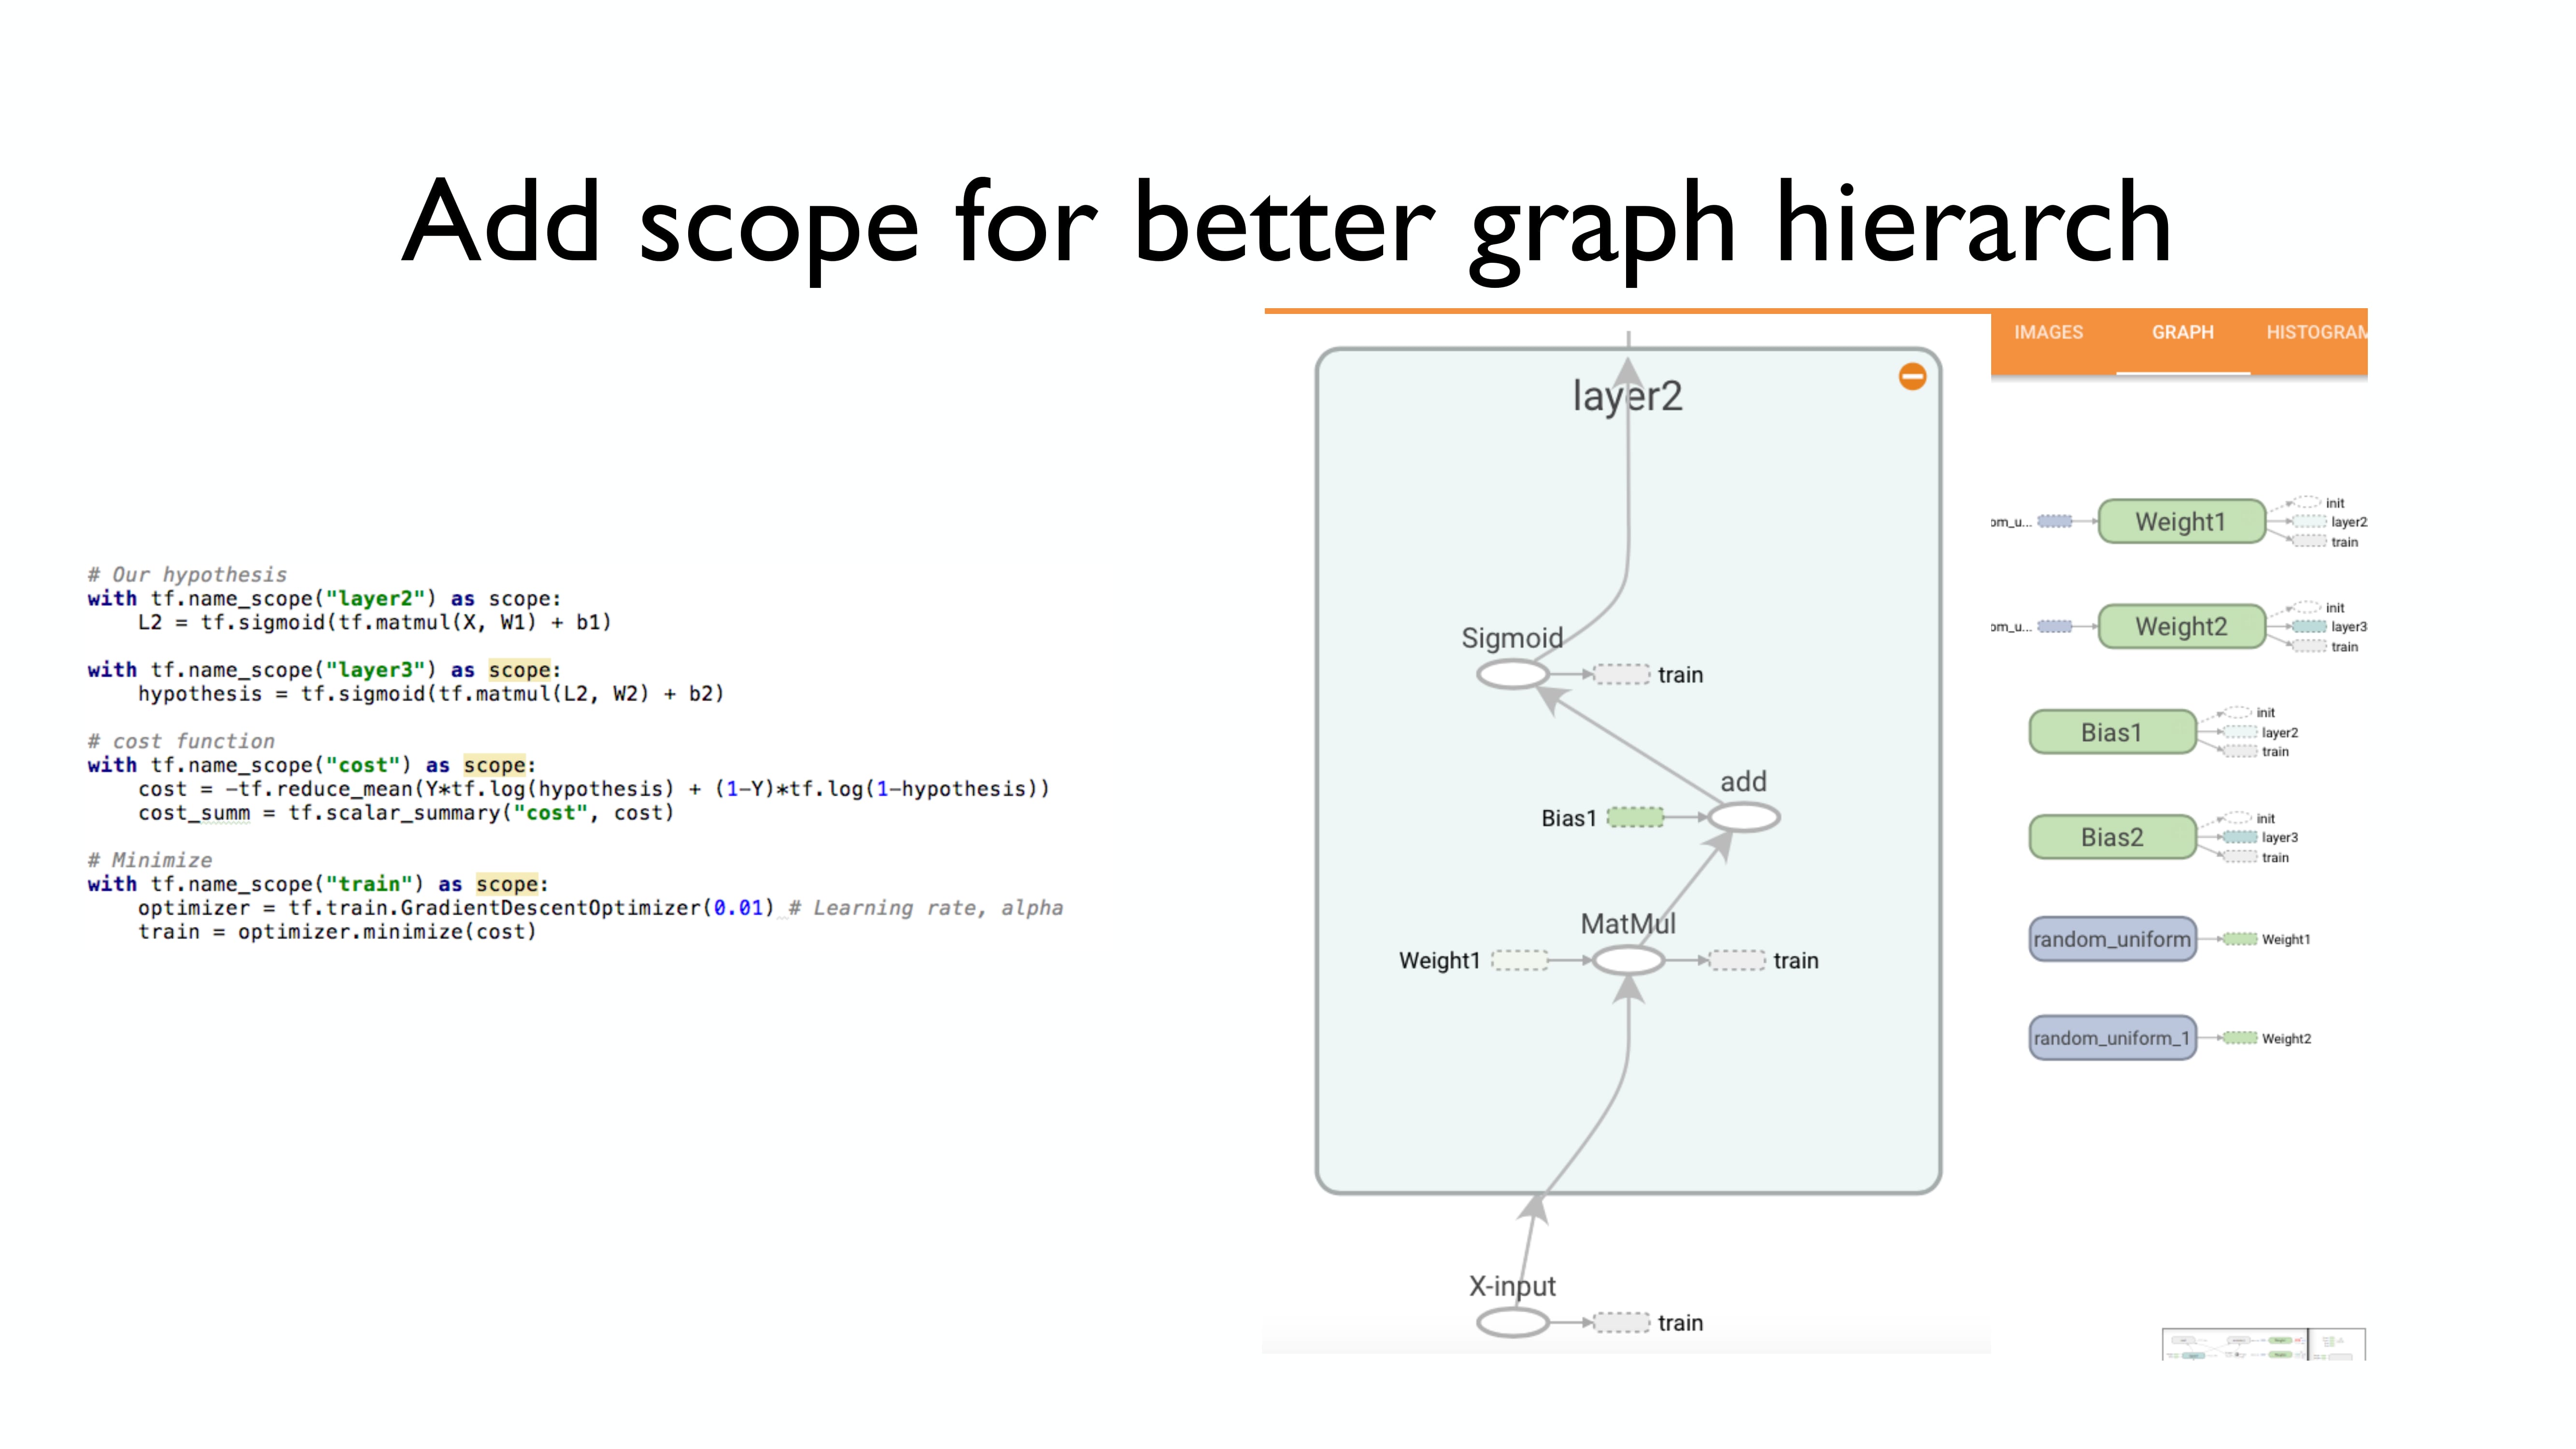 Add scope for better graph hierarch
# Our hypothesis
with tf.name_scope("layer2") as scope:
    L2 = tf.sigmoid(tf.matmul(X, W1) + b1)
with tf.name_scope("layer3") as scope:
    hypothesis = tf.sigmoid(tf.matmul(L2, W2) + b2)
# cost function
with tf.name_scope("cost") as scope:
    cost = -tf.reduce_mean(Y*tf.log(hypothesis) + (1-Y)*tf.log(1-hypothesis))
    cost_summ = tf.scalar_summary("cost", cost)
# Minimize
with tf.name_scope("train") as scope:
    optimizer = tf.train.GradientDescentOptimizer(0.01) # Learning rate, alpha
    train = optimizer.minimize(cost)
layer2
Sigmoid
train
add
Bias1
MatMul
Weight1
train
X-input
train
IMAGES GRAPH HISTOGRAM
om_u... Weight1
init
layer2
train
om_u... Weight2
init
layer3
train
Bias1
init
layer2
train
Bias2
init
layer3
train
random_uniform Weight1
random_uniform_1 Weight2